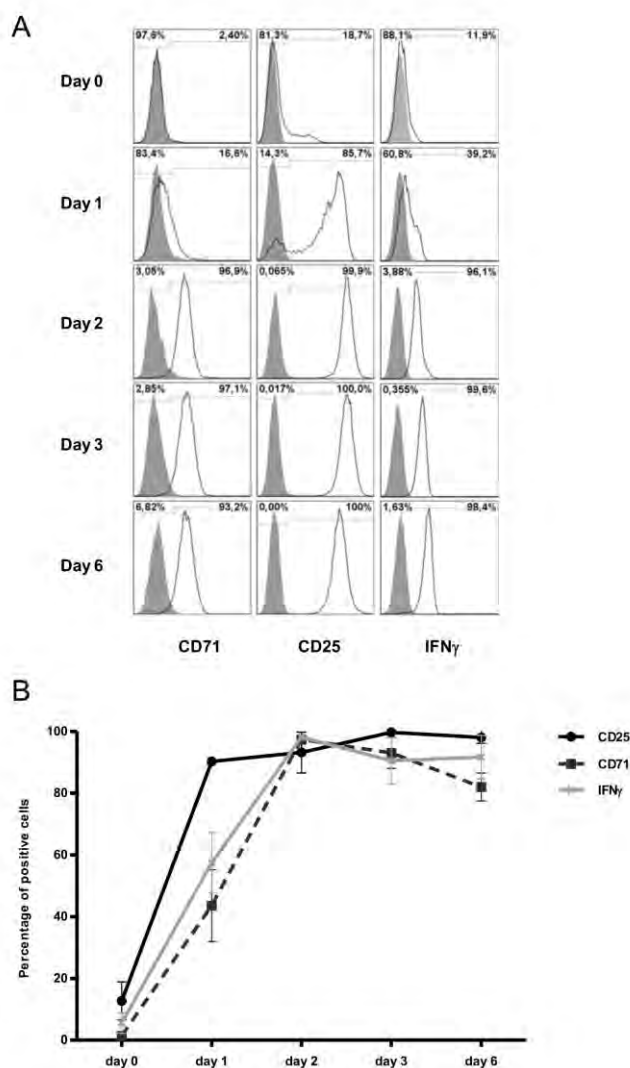 A
97,6% 2,40% 81,3% 18,7% 88,1% 11,9%
Day 0
83,4% 16,6% 14,3% 85,7% 60,8% 39,2%
Day 1
3,05% 96,9% 0,065% 99,9% 3,88% 96,1%
Day 2
2,85% 97,1% 0,017% 100,0% 0,355% 99,6%
Day 3
6,82% 93,2% 0,00% 100% 1,63% 98,4%
Day 6
CD71 CD25 IFNγ
B
Percentage of positive cells
100
80
60
40
20
0
day 0 day 1 day 2 day 3 day 6
CD25
CD71
IFNγ